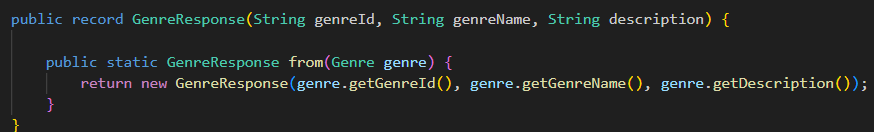 public record GenreResponse(String genreId, String genreName, String description) {
    public static GenreResponse from(Genre genre) {
        return new GenreResponse(genre.getGenreId(), genre.getGenreName(), genre.getDescription());
    }
}